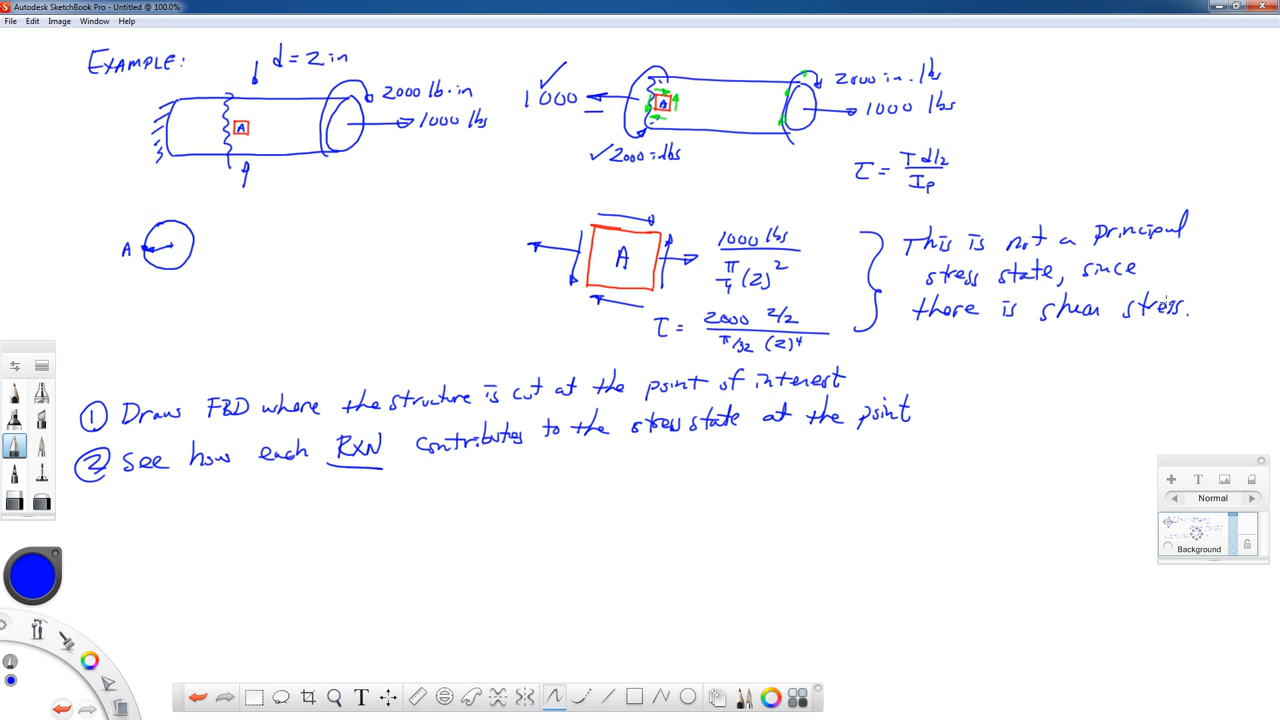 Autodesk SketchBook Pro - Untitled @ 100.0%
File Edit Image Window Help
EXAMPLE:
d = 2 in
2000 lb·in
1000 lbs
A
A
1000
2000 in·lbs
A
2000 in·lbs
1000 lbs
τ = T d/2 / Ip
A
1000 lbs / π/4 (2)^2
τ = 2000 2/2 / π/32 (2)^4
This is not a principal
stress state, since
there is shear stress.
① Draw FBD where the structure is cut at the point of interest
② See how each RXN contributes to the stress state at the point
Normal
Background
T
T